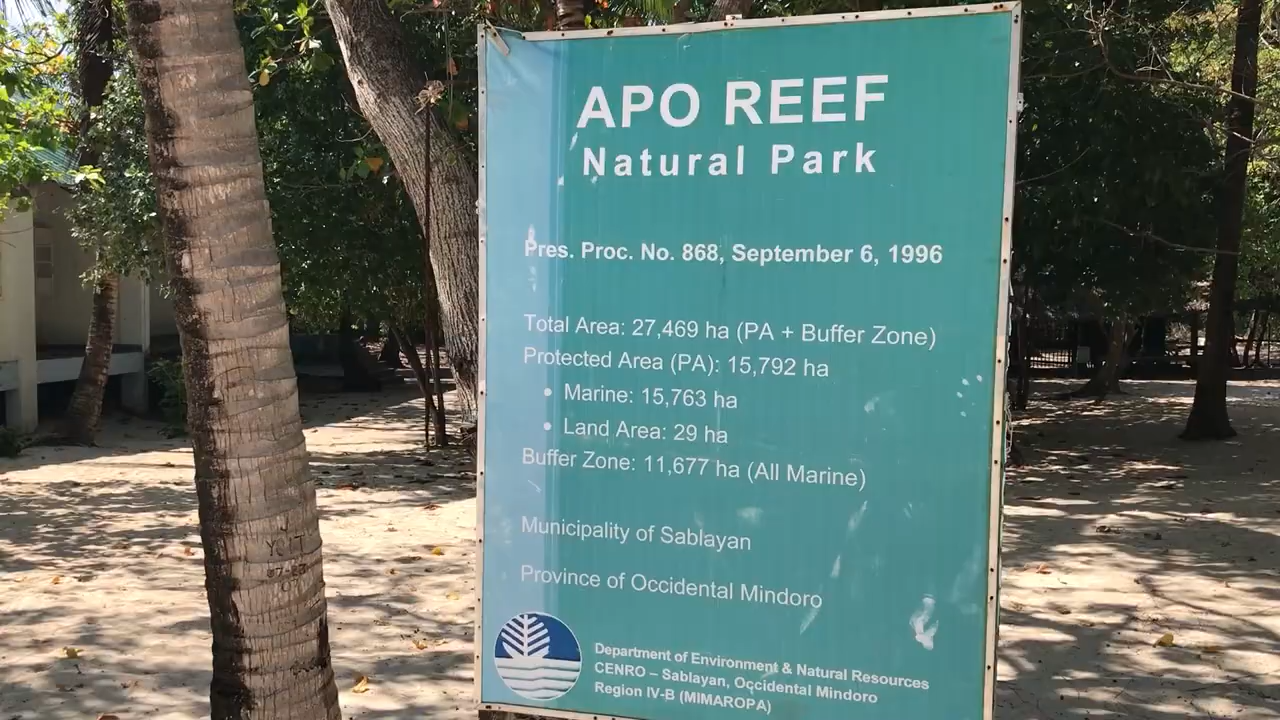 APO REEF
Natural Park
Pres. Proc. No. 868, September 6, 1996
Total Area: 27,469 ha (PA + Buffer Zone)
Protected Area (PA): 15,792 ha
• Marine: 15,763 ha
• Land Area: 29 ha
Buffer Zone: 11,677 ha (All Marine)
Municipality of Sablayan
Province of Occidental Mindoro
Department of Environment & Natural Resources
CENRO – Sablayan, Occidental Mindoro
Region IV-B (MIMAROPA)